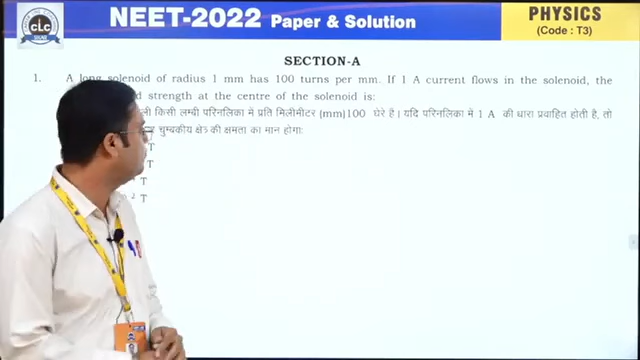 CLC
NEET-2022 Paper & Solution
PHYSICS
(Code : T3)
SECTION-A
1. A long solenoid of radius 1 mm has 100 turns per mm. If 1 A current flows in the solenoid, the
strength at the centre of the solenoid is:
किसी लम्बी परिनलिका में प्रति मिलीमीटर (mm)100 घेरे है। यदि परिनलिका में 1 A की धारा प्रवाहित होती है, तो
चुम्बकीय क्षेत्र की क्षमता का मान होगा:
T
T
T